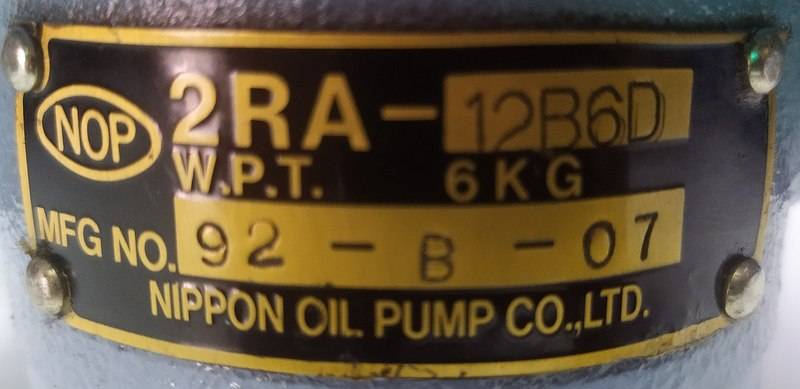 NOP 2RA-12B6D
W.P.T. 6KG
MFG NO. 92-B-07
NIPPON OIL PUMP CO.,LTD.